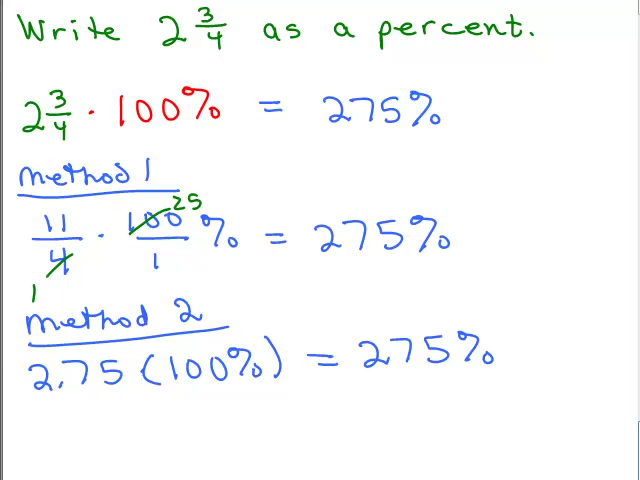 Write 2 3/4 as a percent.
2 3/4 · 100% = 275%
method 1
11/4 · 100/1 % = 275%
25
1
method 2
2.75 (100%) = 275%